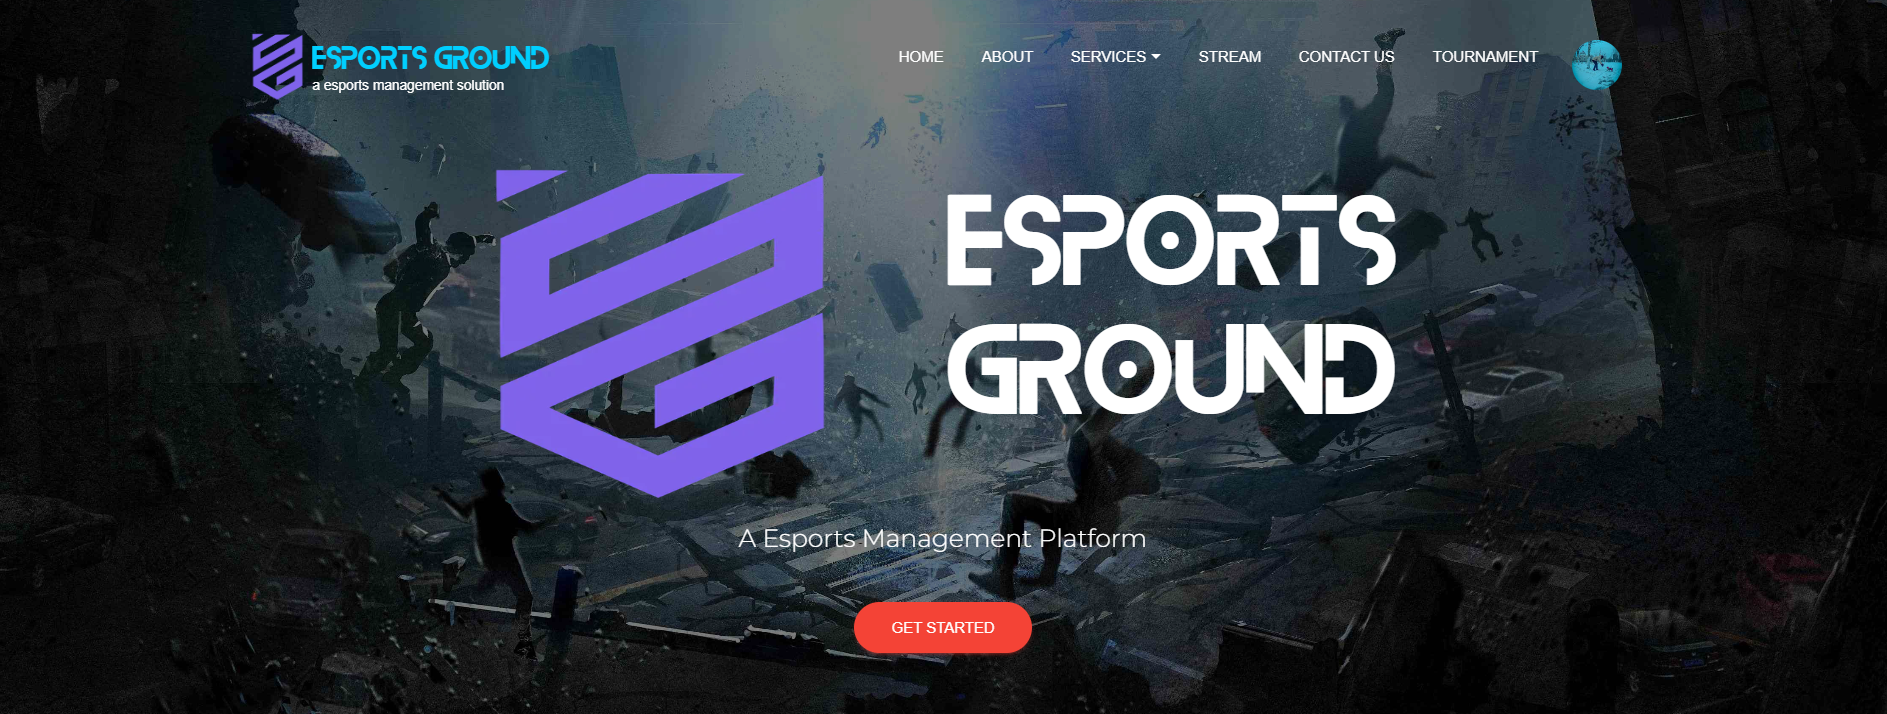 ESPORTS GROUND
a esports management solution
HOME
ABOUT
SERVICES
STREAM
CONTACT US
TOURNAMENT
ESPORTS
GROUND
A Esports Management Platform
GET STARTED